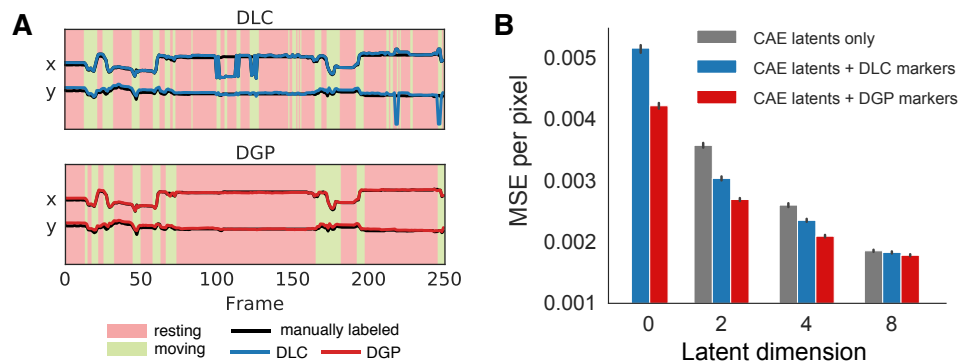 A
DLC
x
y
DGP
x
y
0 50 100 150 200 250
Frame
resting
moving
manually labeled
DLC
DGP
B
MSE per pixel
0.005
0.004
0.003
0.002
0.001
CAE latents only
CAE latents + DLC markers
CAE latents + DGP markers
0 2 4 8
Latent dimension